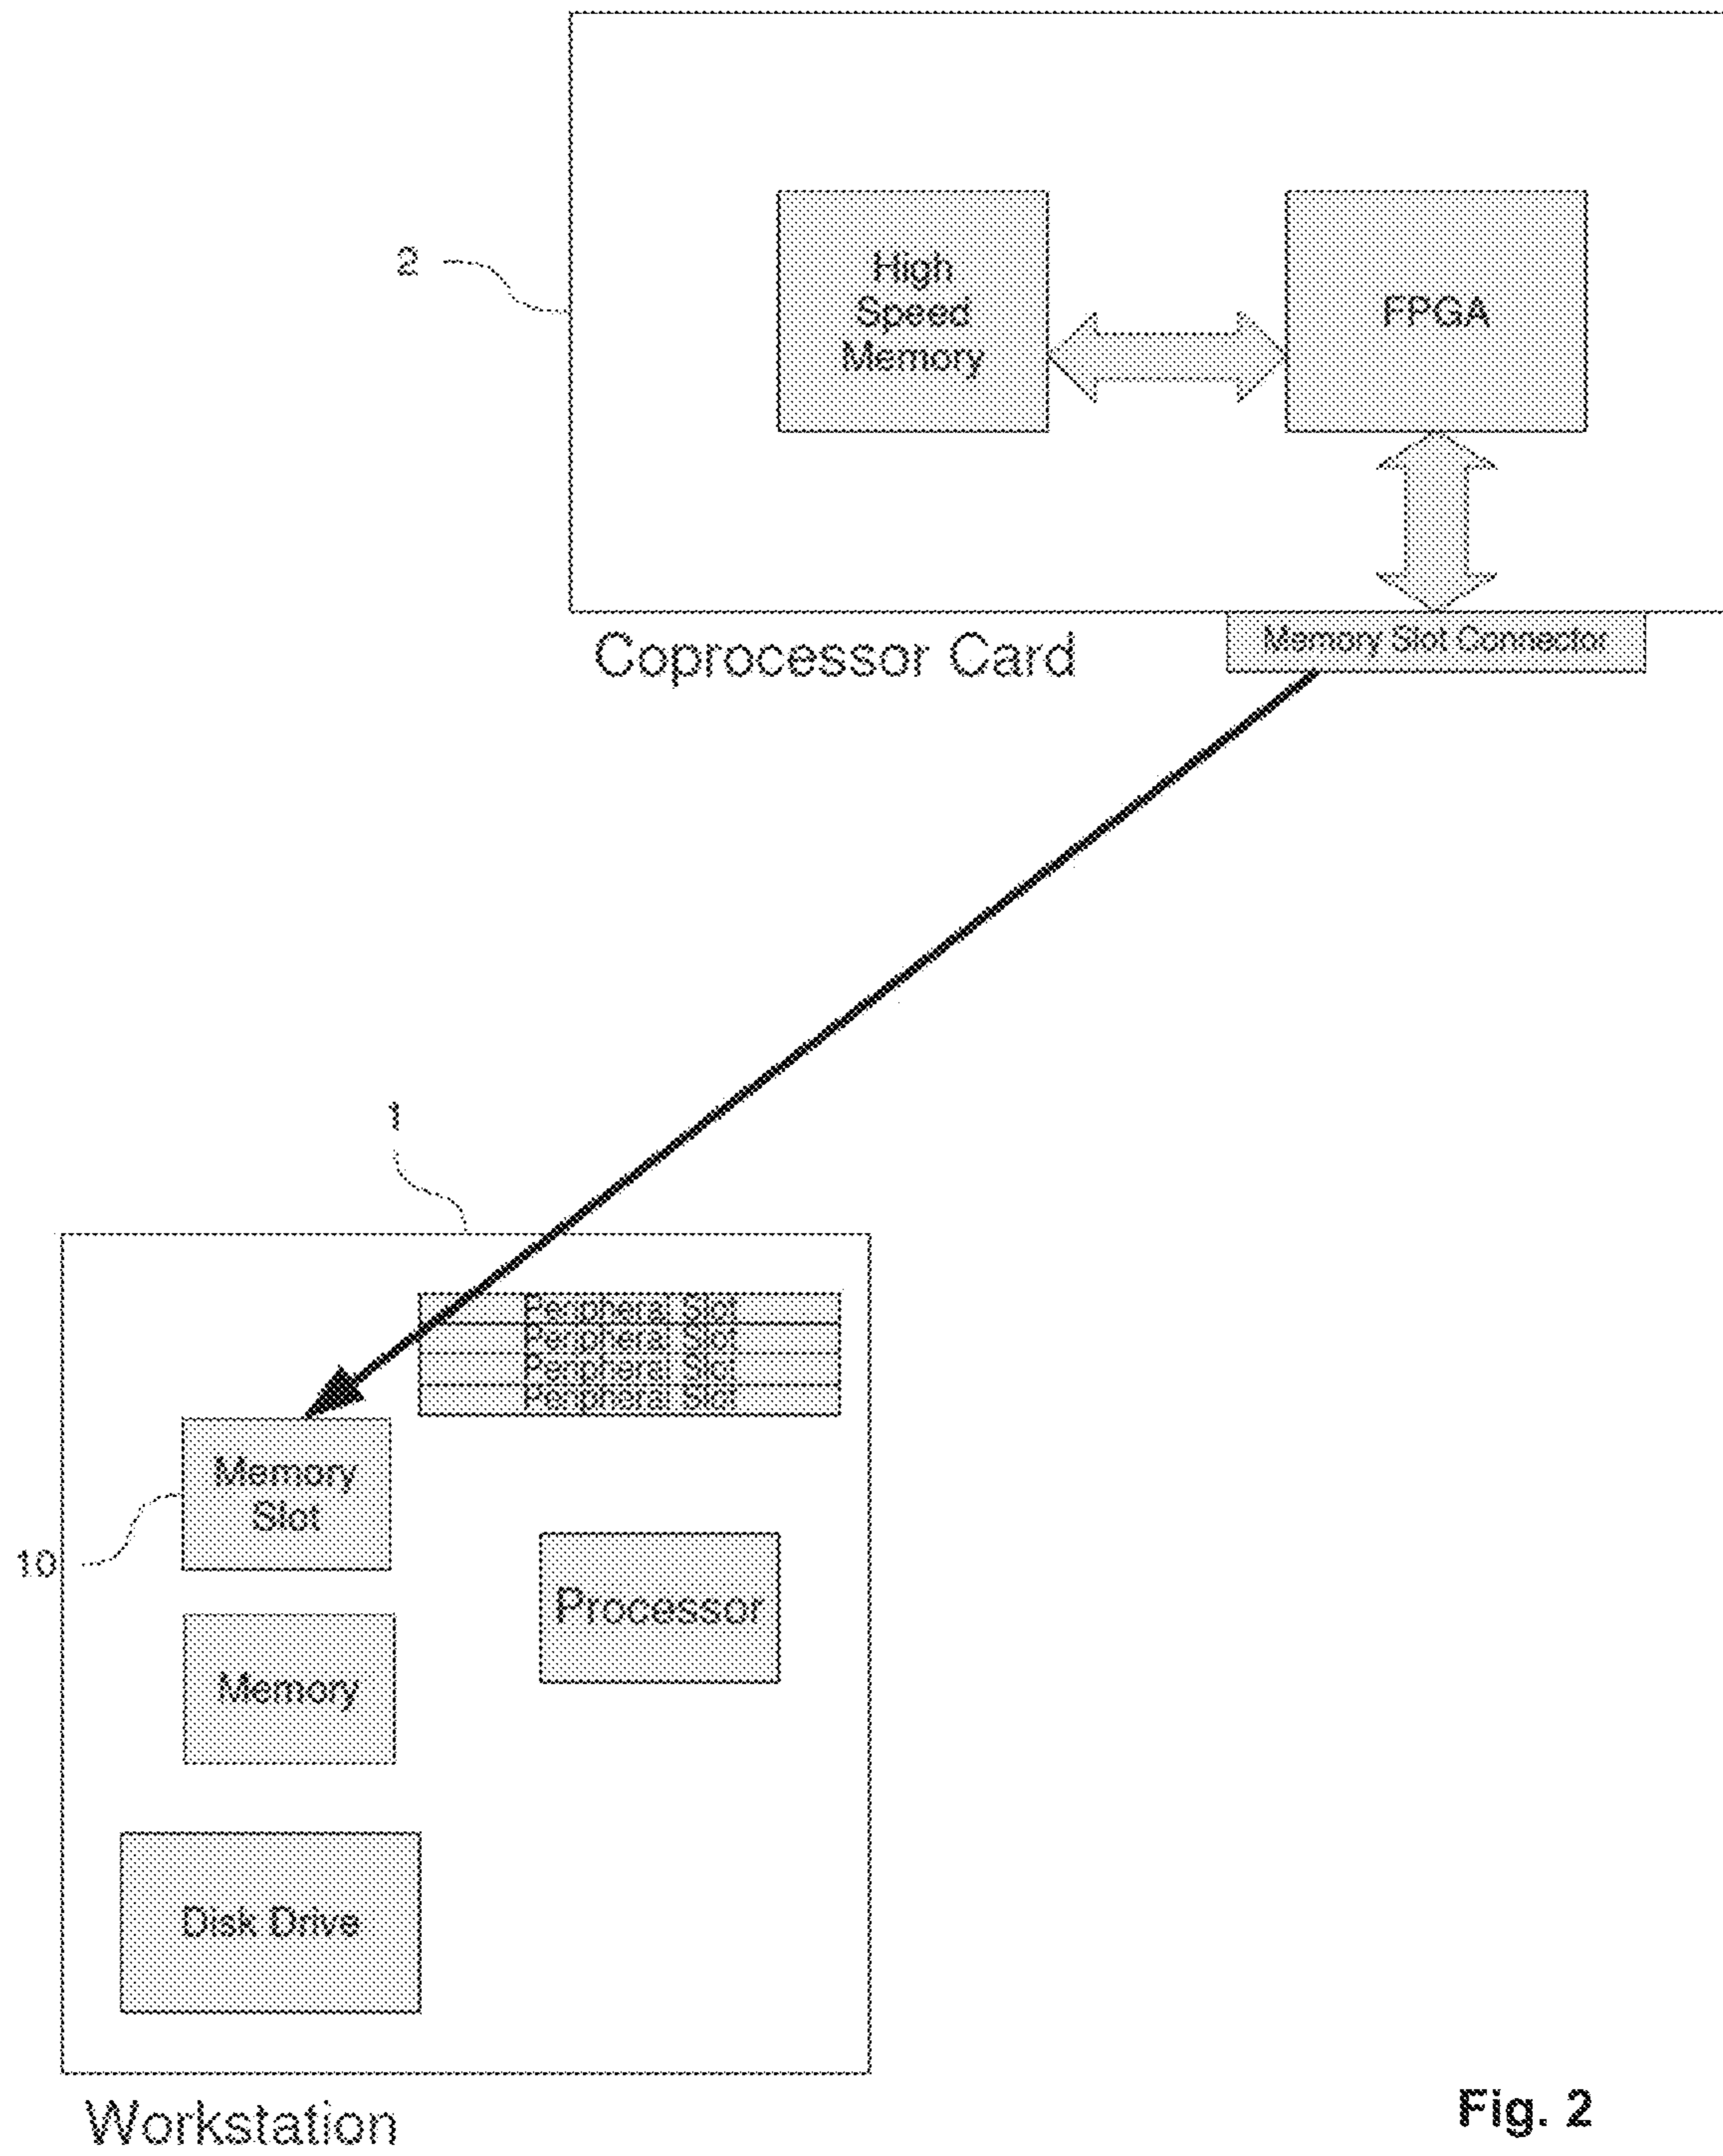 2
High
Speed
Memory
FPGA
Memory Slot Connector
Coprocessor Card
1
Peripheral Slot
Peripheral Slot
Peripheral Slot
Peripheral Slot
Memory
Slot
10
Processor
Memory
Disk Drive
Workstation
Fig. 2